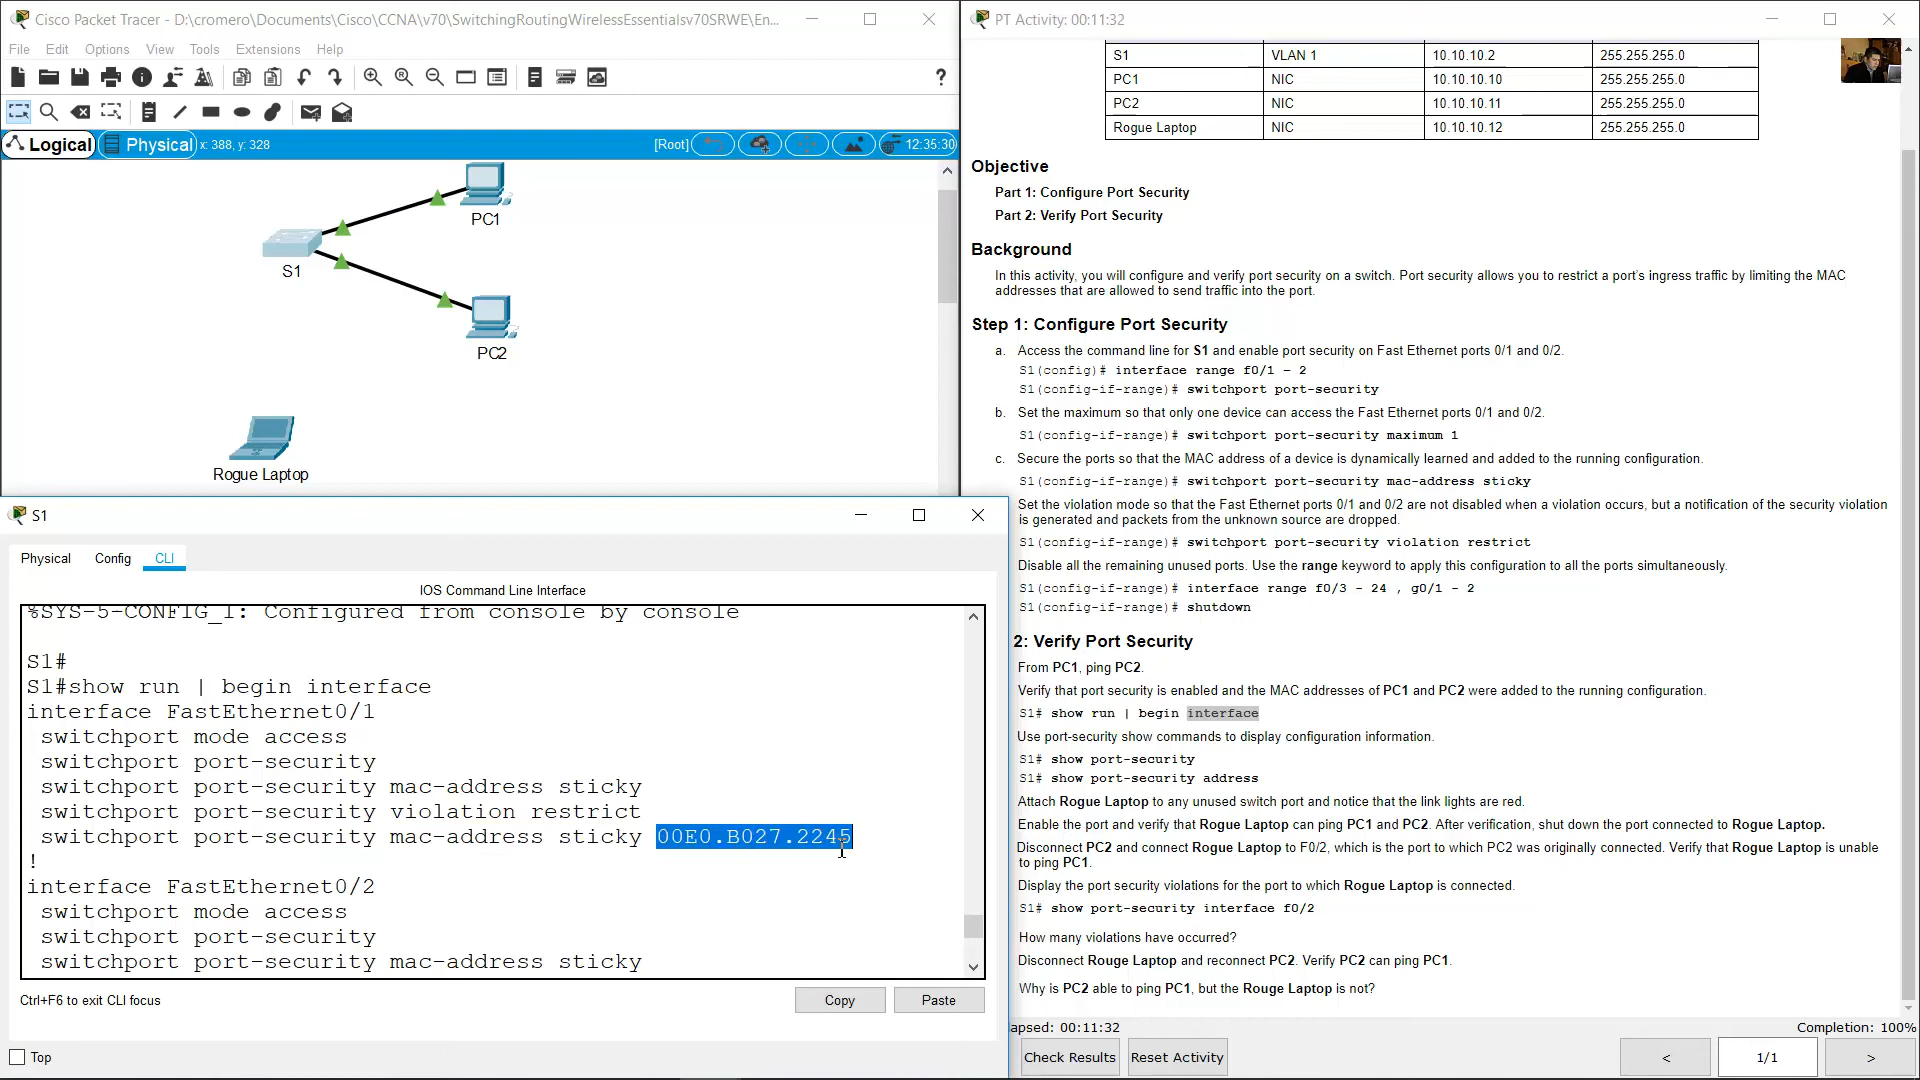 Cisco Packet Tracer - D:\cromero\Documents\Cisco\CCNA\v70\SwitchingRoutingWirelessEssentialsv70SRWE\En...
File Edit Options View Tools Extensions Help
?
Logical Physical x: 388, y: 328 [Root] 12:35:30
PC1
S1
PC2
Rogue Laptop
S1
Physical Config CLI
IOS Command Line Interface
%SYS-5-CONFIG_I: Configured from console by console
S1#
S1#show run | begin interface
interface FastEthernet0/1
switchport mode access
switchport port-security
switchport port-security mac-address sticky
switchport port-security violation restrict
switchport port-security mac-address sticky 00E0.B027.2245
!
interface FastEthernet0/2
switchport mode access
switchport port-security
switchport port-security mac-address sticky
Ctrl+F6 to exit CLI focus
Copy Paste
Top
PT Activity: 00:11:32
S1 VLAN 1 10.10.10.2 255.255.255.0
PC1 NIC 10.10.10.10 255.255.255.0
PC2 NIC 10.10.10.11 255.255.255.0
Rogue Laptop NIC 10.10.10.12 255.255.255.0
Objective
Part 1: Configure Port Security
Part 2: Verify Port Security
Background
In this activity, you will configure and verify port security on a switch. Port security allows you to restrict a port's ingress traffic by limiting the MAC
addresses that are allowed to send traffic into the port.
Step 1: Configure Port Security
a. Access the command line for S1 and enable port security on Fast Ethernet ports 0/1 and 0/2.
S1(config)# interface range f0/1 - 2
S1(config-if-range)# switchport port-security
b. Set the maximum so that only one device can access the Fast Ethernet ports 0/1 and 0/2.
S1(config-if-range)# switchport port-security maximum 1
c. Secure the ports so that the MAC address of a device is dynamically learned and added to the running configuration.
S1(config-if-range)# switchport port-security mac-address sticky
Set the violation mode so that the Fast Ethernet ports 0/1 and 0/2 are not disabled when a violation occurs, but a notification of the security violation
is generated and packets from the unknown source are dropped.
S1(config-if-range)# switchport port-security violation restrict
Disable all the remaining unused ports. Use the range keyword to apply this configuration to all the ports simultaneously.
S1(config-if-range)# interface range f0/3 - 24 , g0/1 - 2
S1(config-if-range)# shutdown
2: Verify Port Security
From PC1, ping PC2.
Verify that port security is enabled and the MAC addresses of PC1 and PC2 were added to the running configuration.
S1# show run | begin interface
Use port-security show commands to display configuration information.
S1# show port-security
S1# show port-security address
Attach Rogue Laptop to any unused switch port and notice that the link lights are red.
Enable the port and verify that Rogue Laptop can ping PC1 and PC2. After verification, shut down the port connected to Rogue Laptop.
Disconnect PC2 and connect Rogue Laptop to F0/2, which is the port to which PC2 was originally connected. Verify that Rogue Laptop is unable
to ping PC1.
Display the port security violations for the port to which Rogue Laptop is connected.
S1# show port-security interface f0/2
How many violations have occurred?
Disconnect Rouge Laptop and reconnect PC2. Verify PC2 can ping PC1.
Why is PC2 able to ping PC1, but the Rouge Laptop is not?
apsed: 00:11:32 Completion: 100%
Check Results Reset Activity < 1/1 >